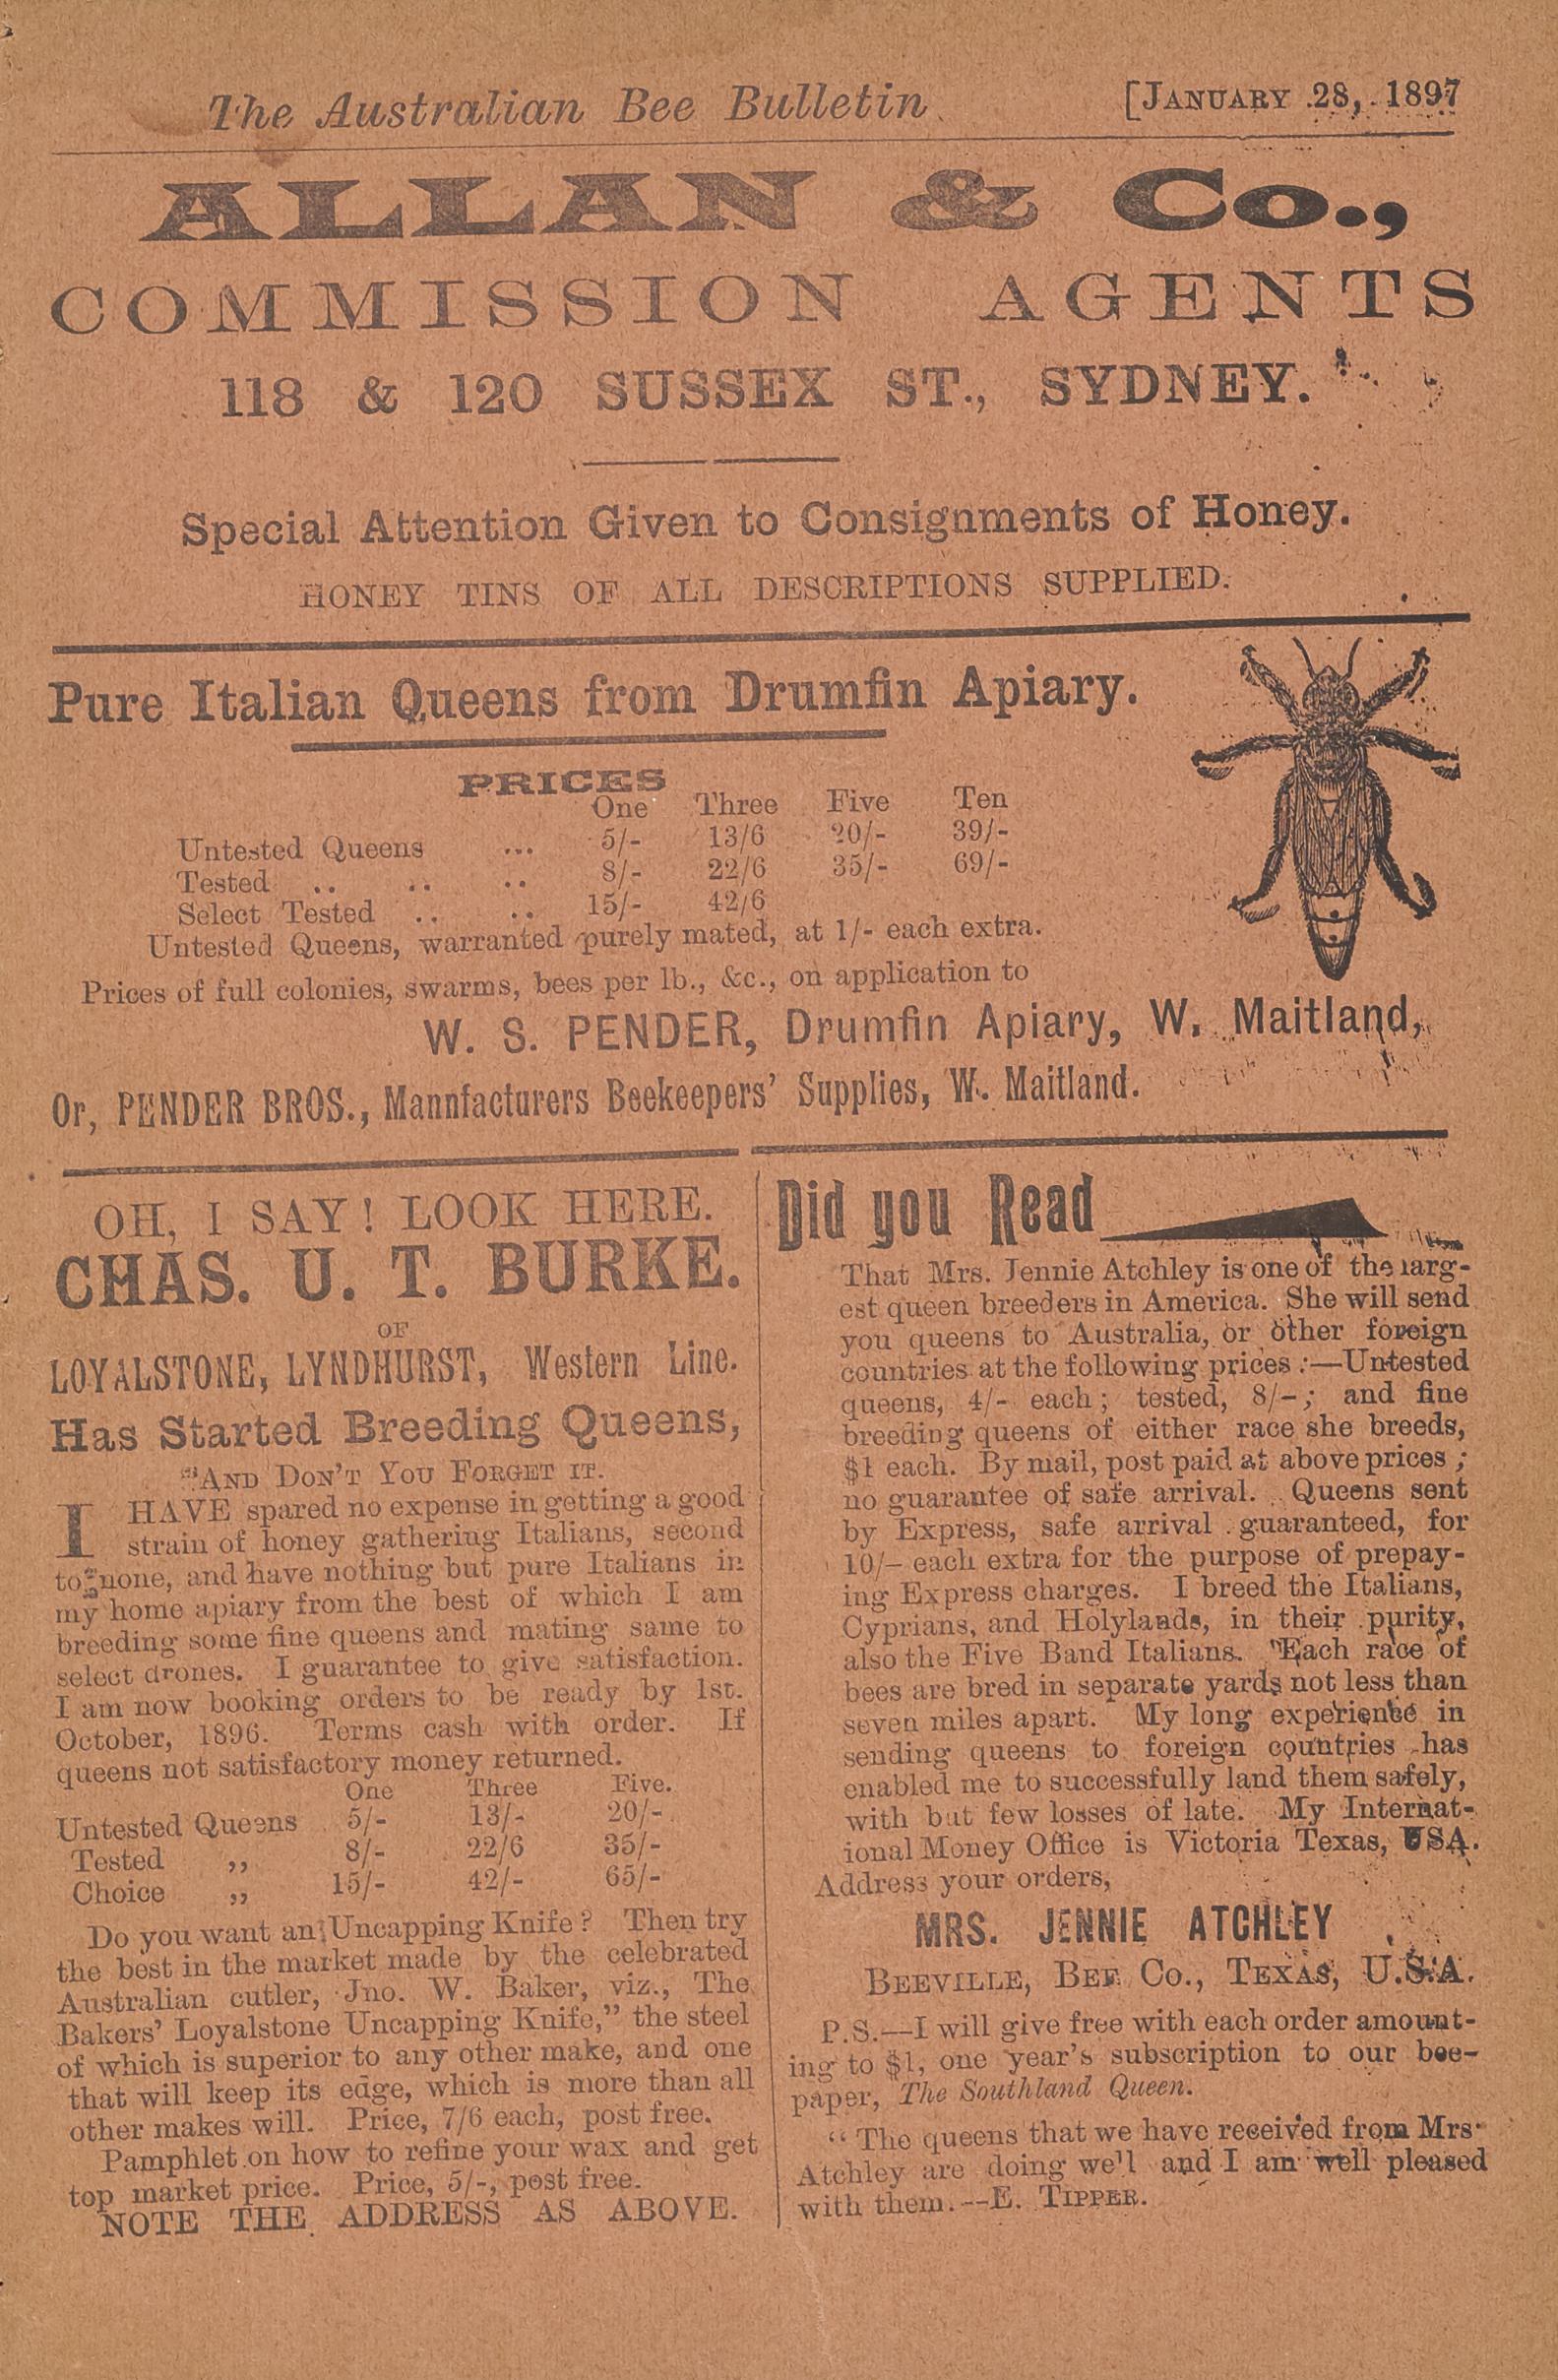 The Australian Bee Bulletin. [JANUARY 28, 1897
ALLAN & Co.,
COMMISSION AGENTS
118 & 120 SUSSEX ST., SYDNEY.
Special Attention Given to Consignments of Honey.
HONEY TINS OF ALL DESCRIPTIONS SUPPLIED.
Pure Italian Queens from Drumfin Apiary.
PRICES
One Three Five Ten
Untested Queens ... 5/- 13/6 20/- 39/-
Tested .. .. .. 8/- 22/6 35/- 69/-
Select Tested .. .. 15/- 42/6
Untested Queens, warranted purely mated, at 1/- each extra.
Prices of full colonies, swarms, bees per lb., &c., on application to
W. S. PENDER, Drumfin Apiary, W. Maitland,
Or, PENDER BROS., Mannfacturers Beekeepers' Supplies, W. Maitland.
OH, I SAY! LOOK HERE.
CHAS. U. T. BURKE.
OF
LOYALSTONE, LYNDHURST, Western Line.
Has Started Breeding Queens,
"AND DON'T YOU FORGET IT.
I HAVE spared no expense in getting a good
strain of honey gathering Italians, second
to none, and have nothing but pure Italians in
my home apiary from the best of which I am
breeding some fine queens and mating same to
select drones. I guarantee to give satisfaction.
I am now booking orders to be ready by 1st.
October, 1896. Terms cash with order. If
queens not satisfactory money returned.
One Three Five.
Untested Queens 5/- 13/- 20/-
Tested ,, 8/- 22/6 35/-
Choice ,, 15/- 42/- 65/-
Do you want an Uncapping Knife? Then try
the best in the market made by the celebrated
Australian cutler, Jno. W. Baker, viz., The
Bakers' Loyalstone Uncapping Knife," the steel
of which is superior to any other make, and one
that will keep its edge, which is more than all
other makes will. Price, 7/6 each, post free.
Pamphlet on how to refine your wax and get
top market price. Price, 5/-, post free.
NOTE THE ADDRESS AS ABOVE.
Did you Read
That Mrs. Jennie Atchley is one of the larg-
est queen breeders in America. She will send
you queens to Australia, or other foreign
countries at the following prices:—Untested
queens, 4/- each; tested, 8/-; and fine
breeding queens of either race she breeds,
$1 each. By mail, post paid at above prices;
no guarantee of safe arrival. Queens sent
by Express, safe arrival guaranteed, for
10/- each extra for the purpose of prepay-
ing Express charges. I breed the Italians,
Cyprians, and Holylands, in their purity,
also the Five Band Italians. Each race of
bees are bred in separate yards not less than
seven miles apart. My long experience in
sending queens to foreign countries has
enabled me to successfully land them safely,
with but few losses of late. My Internat-
ional Money Office is Victoria Texas, USA.
Address your orders,
MRS. JENNIE ATCHLEY
BEEVILLE, BEE Co., TEXAS, U.S.A.
P.S.—I will give free with each order amount-
ing to $1, one year's subscription to our bee-
paper, The Southland Queen.
"The queens that we have received from Mrs.
Atchley are doing we'l and I am well pleased
with them.--E. TIPPER.